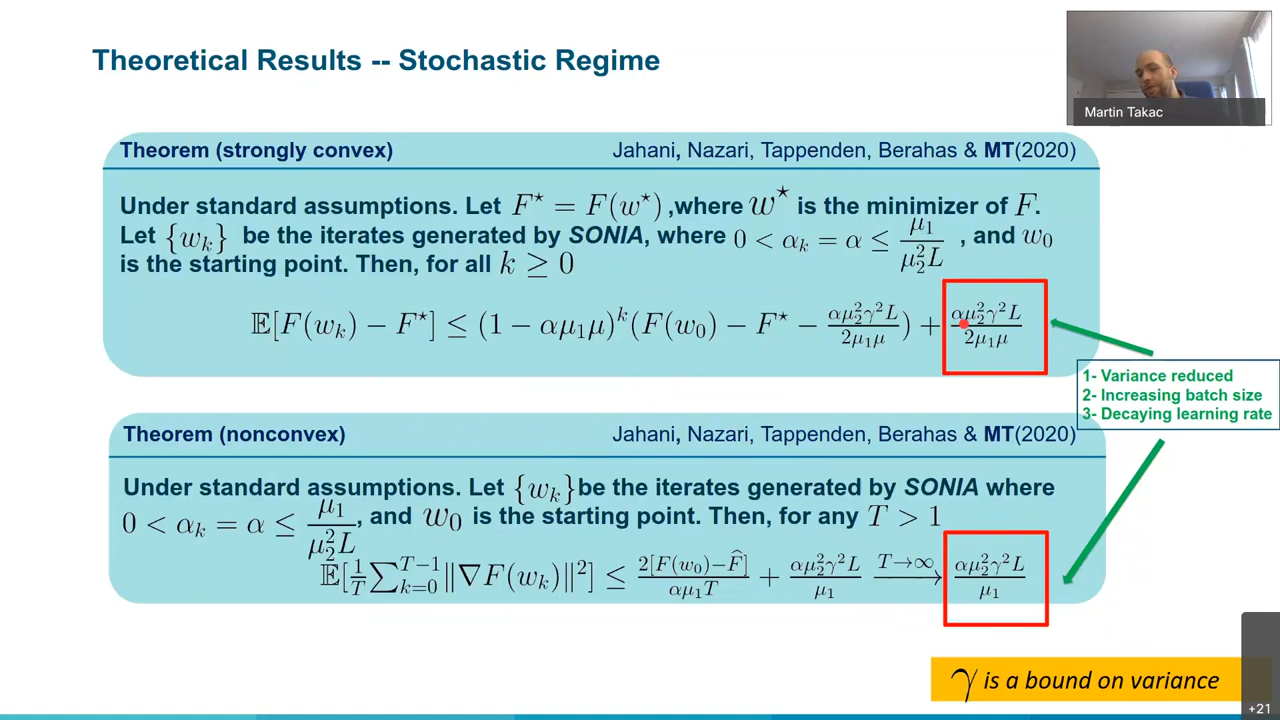 Theoretical Results -- Stochastic Regime
Martin Takac
Theorem (strongly convex) Jahani, Nazari, Tappenden, Berahas & MT(2020)
Under standard assumptions. Let F⋆ = F(w⋆) ,where w⋆ is the minimizer of F.
Let {w_k} be the iterates generated by SONIA, where 0 < α_k = α ≤ μ_1/(μ_2^2 L) , and w_0
is the starting point. Then, for all k ≥ 0
𝔼[F(w_k) − F⋆] ≤ (1 − αμ_1μ)^k (F(w_0) − F⋆ − (αμ_2^2γ^2L)/(2μ_1μ)) + (αμ_2^2γ^2L)/(2μ_1μ)
1- Variance reduced
2- Increasing batch size
3- Decaying learning rate
Theorem (nonconvex) Jahani, Nazari, Tappenden, Berahas & MT(2020)
Under standard assumptions. Let {w_k} be the iterates generated by SONIA where
0 < α_k = α ≤ μ_1/(μ_2^2 L), and w_0 is the starting point. Then, for any T > 1
𝔼[1/T ∑_{k=0}^{T−1} ‖∇F(w_k)‖^2] ≤ 2[F(w_0)−F̂]/(αμ_1T) + (αμ_2^2γ^2L)/μ_1 T→∞ (αμ_2^2γ^2L)/μ_1
γ is a bound on variance
+21